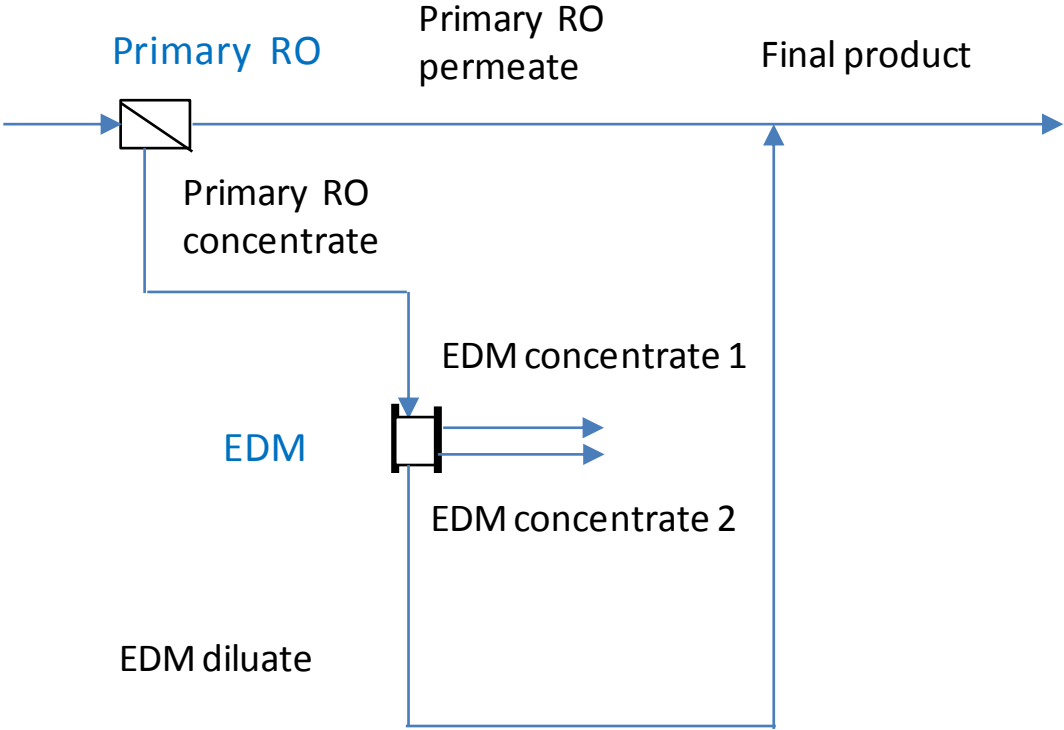 Primary RO
Primary RO
permeate
Final product
Primary RO
concentrate
EDM concentrate 1
EDM
EDM concentrate 2
EDM diluate